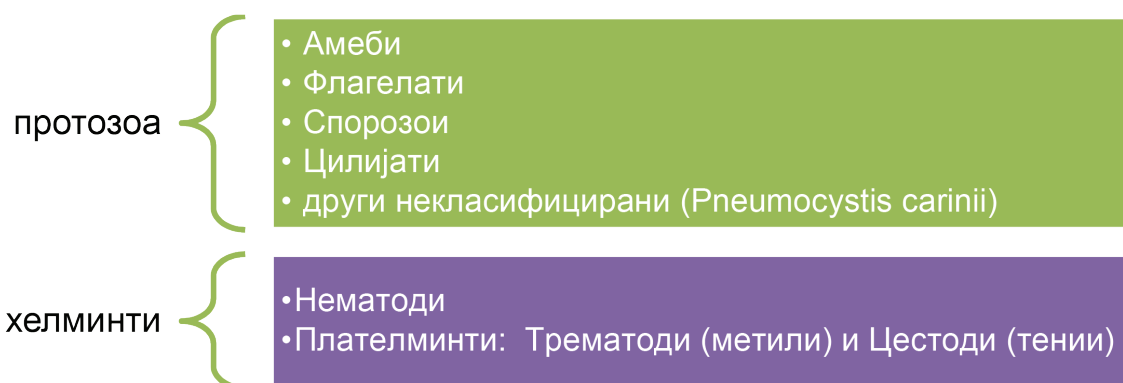 протозоа
• Амеби
• Флагелати
• Спорозои
• Цилијати
• други некласифицирани (Pneumocystis carinii)
хелминти
•Нематоди
•Плателминти: Трематоди (метили) и Цестоди (тении)